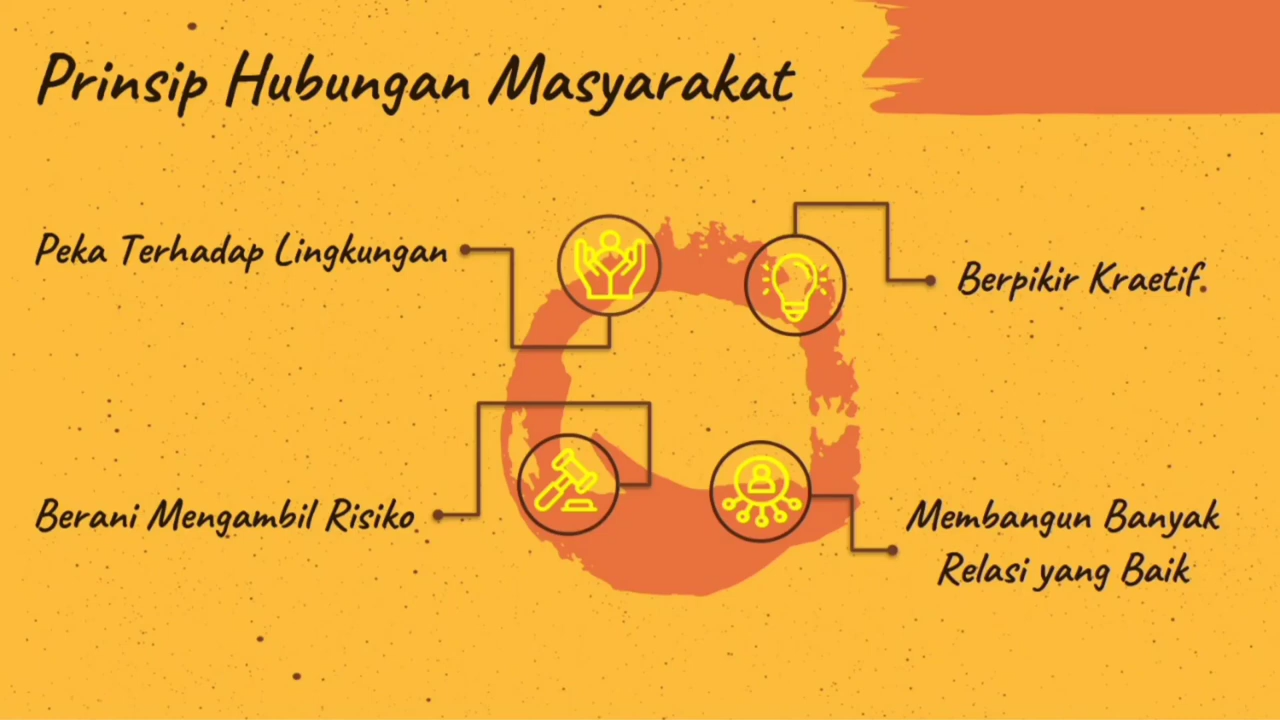 Prinsip Hubungan Masyarakat
Peka Terhadap Lingkungan
Berpikir Kraetif.
Berani Mengambil Risiko
Membangun Banyak
Relasi yang Baik